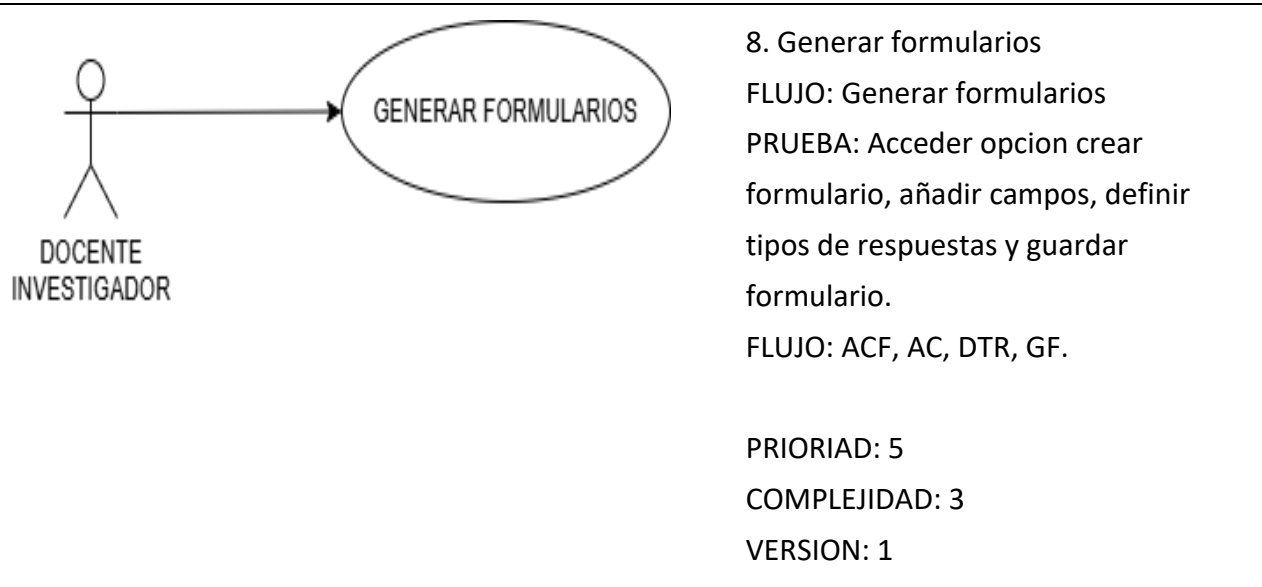 GENERAR FORMULARIOS
DOCENTE
INVESTIGADOR
8. Generar formularios
FLUJO: Generar formularios
PRUEBA: Acceder opcion crear
formulario, añadir campos, definir
tipos de respuestas y guardar
formulario.
FLUJO: ACF, AC, DTR, GF.
PRIORIAD: 5
COMPLEJIDAD: 3
VERSION: 1